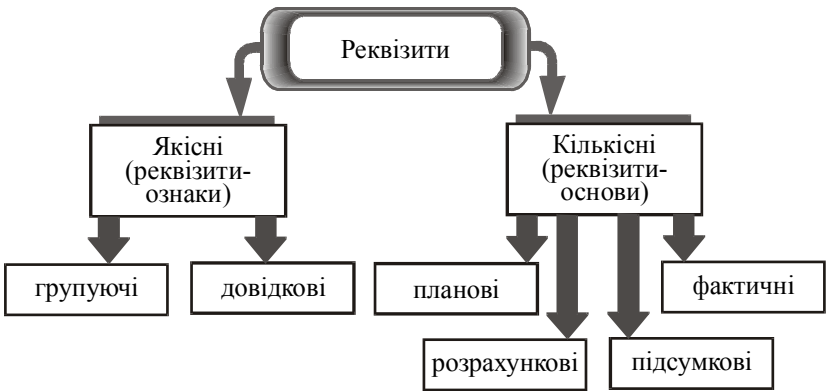 Реквізити
Якісні
(реквізити-
ознаки)
Кількісні
(реквізити-
основи)
групуючі
довідкові
планові
фактичні
розрахункові
підсумкові